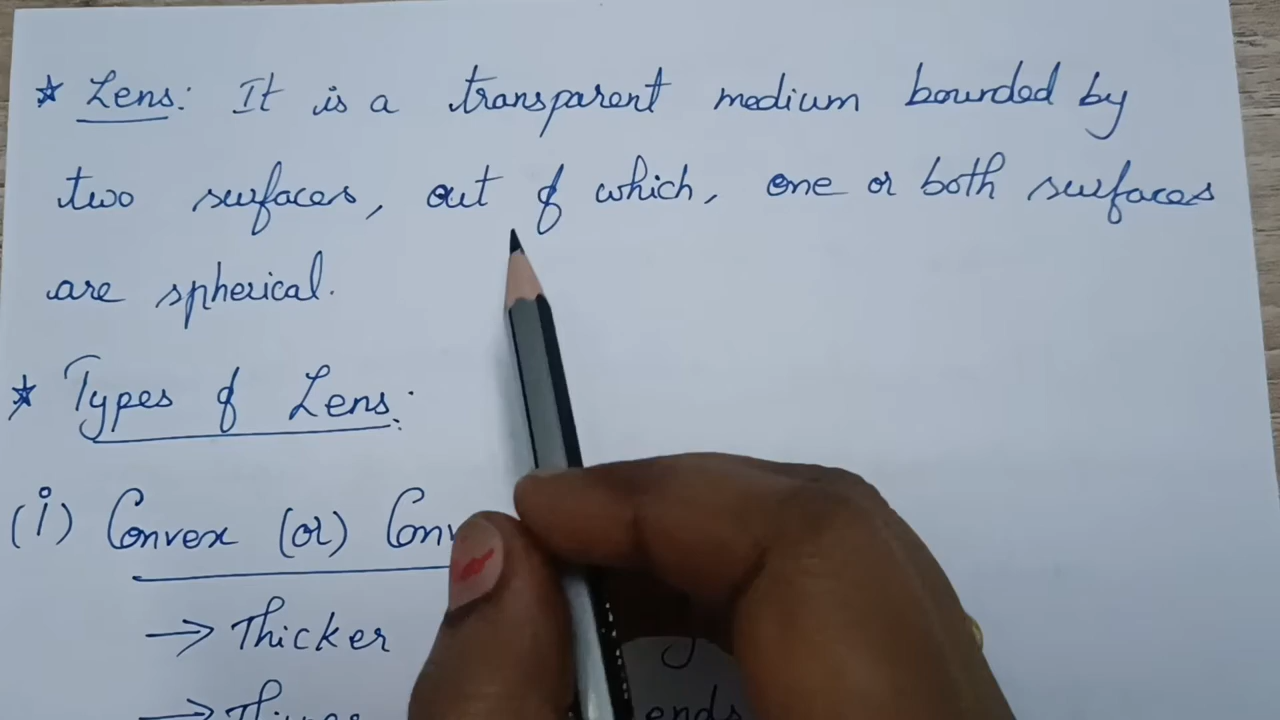 * Lens: It is a transparent medium bounded by
two surfaces, out of which, one or both surfaces
are spherical.
* Types of Lens:
(i) Convex (or)
→ Thicker
→
ends